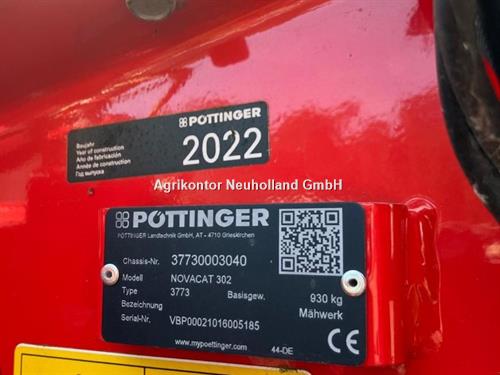 PÖTTINGER
Baujahr
Year of construction
Año de fabricación
Année de construction
Год выпуска
2022
Agrikontor Neuholland GmbH
PÖTTINGER
PÖTTINGER Landtechnik GmbH, AT - 4710 Grieskirchen
Chassis-Nr. 37730003040
Modell NOVACAT 302
Type 3773 Basisgew. 930 kg
Bezeichnung Mähwerk
Serial-Nr. VBP00021016005185
www.mypoettinger.com 44-DE CE